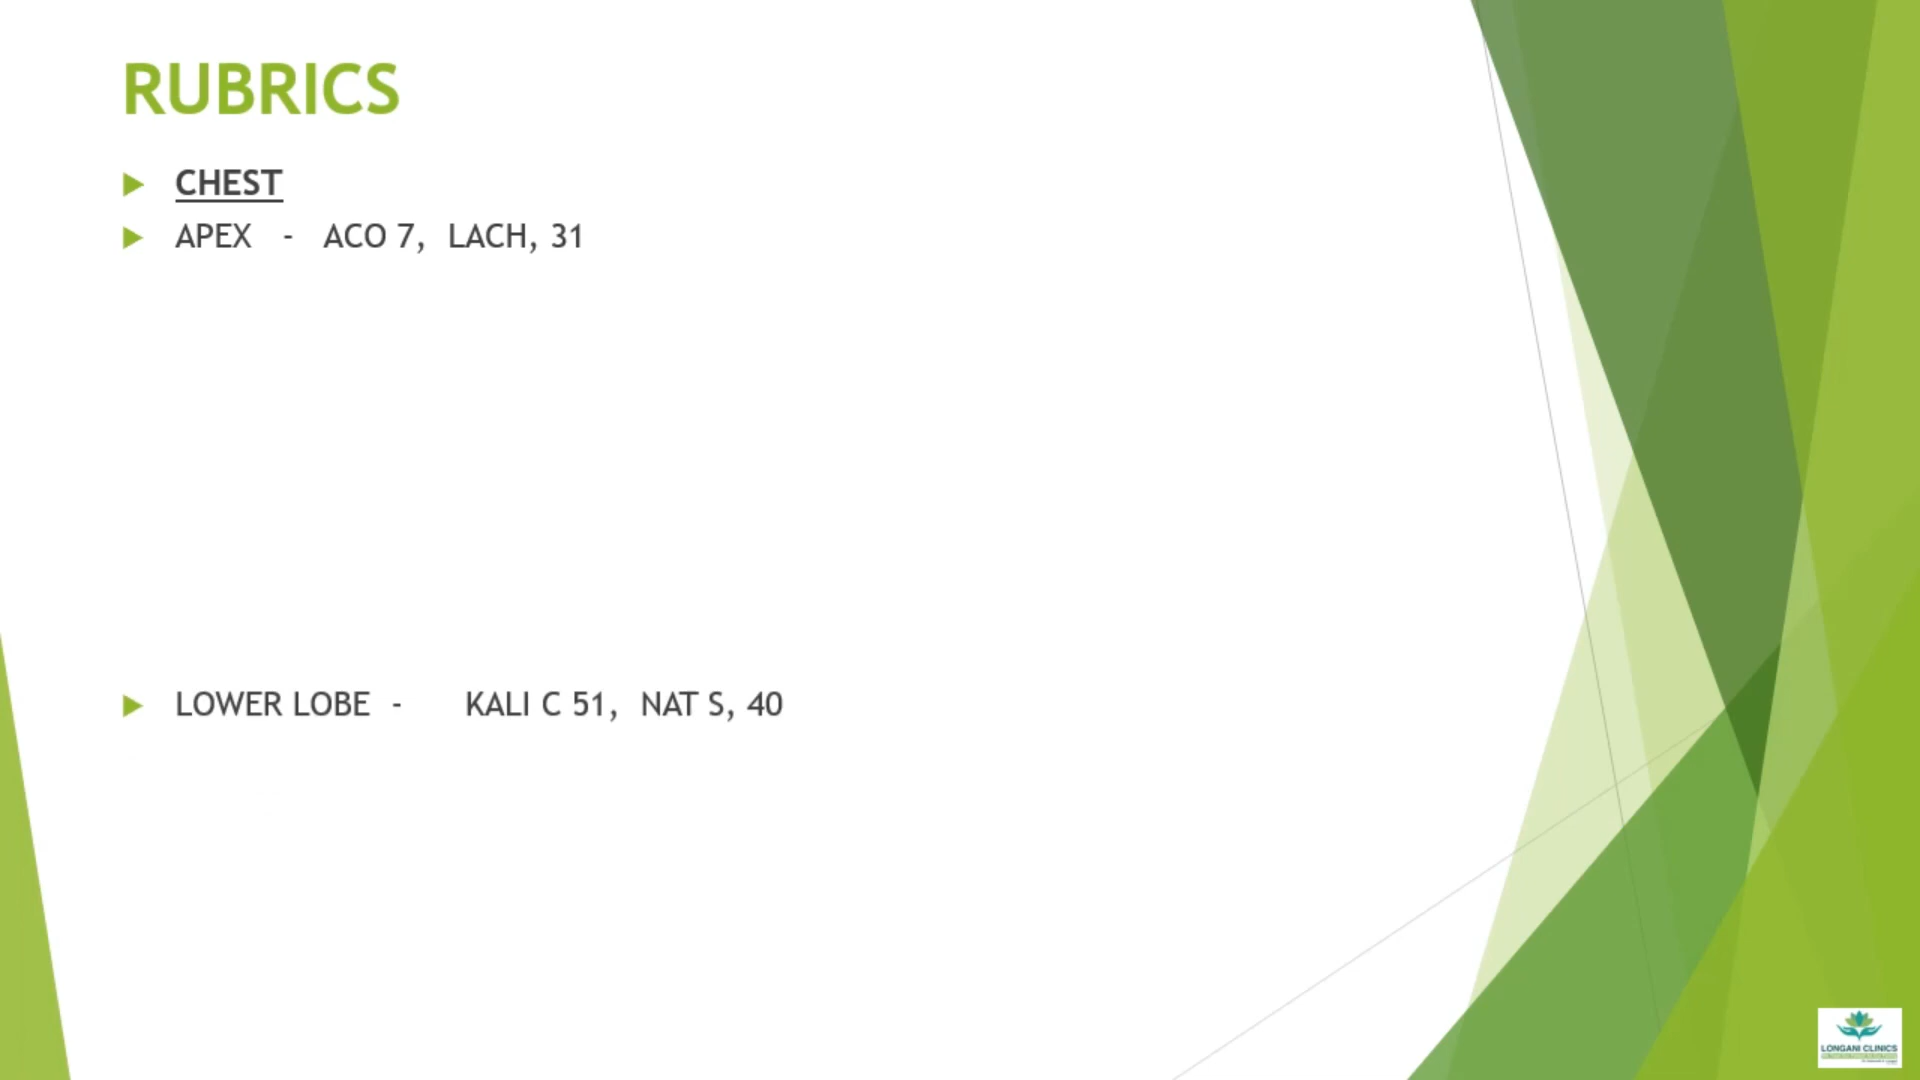 RUBRICS
CHEST
APEX - ACO 7, LACH, 31
LOWER LOBE - KALI C 51, NAT S, 40
LONGANI CLINICS